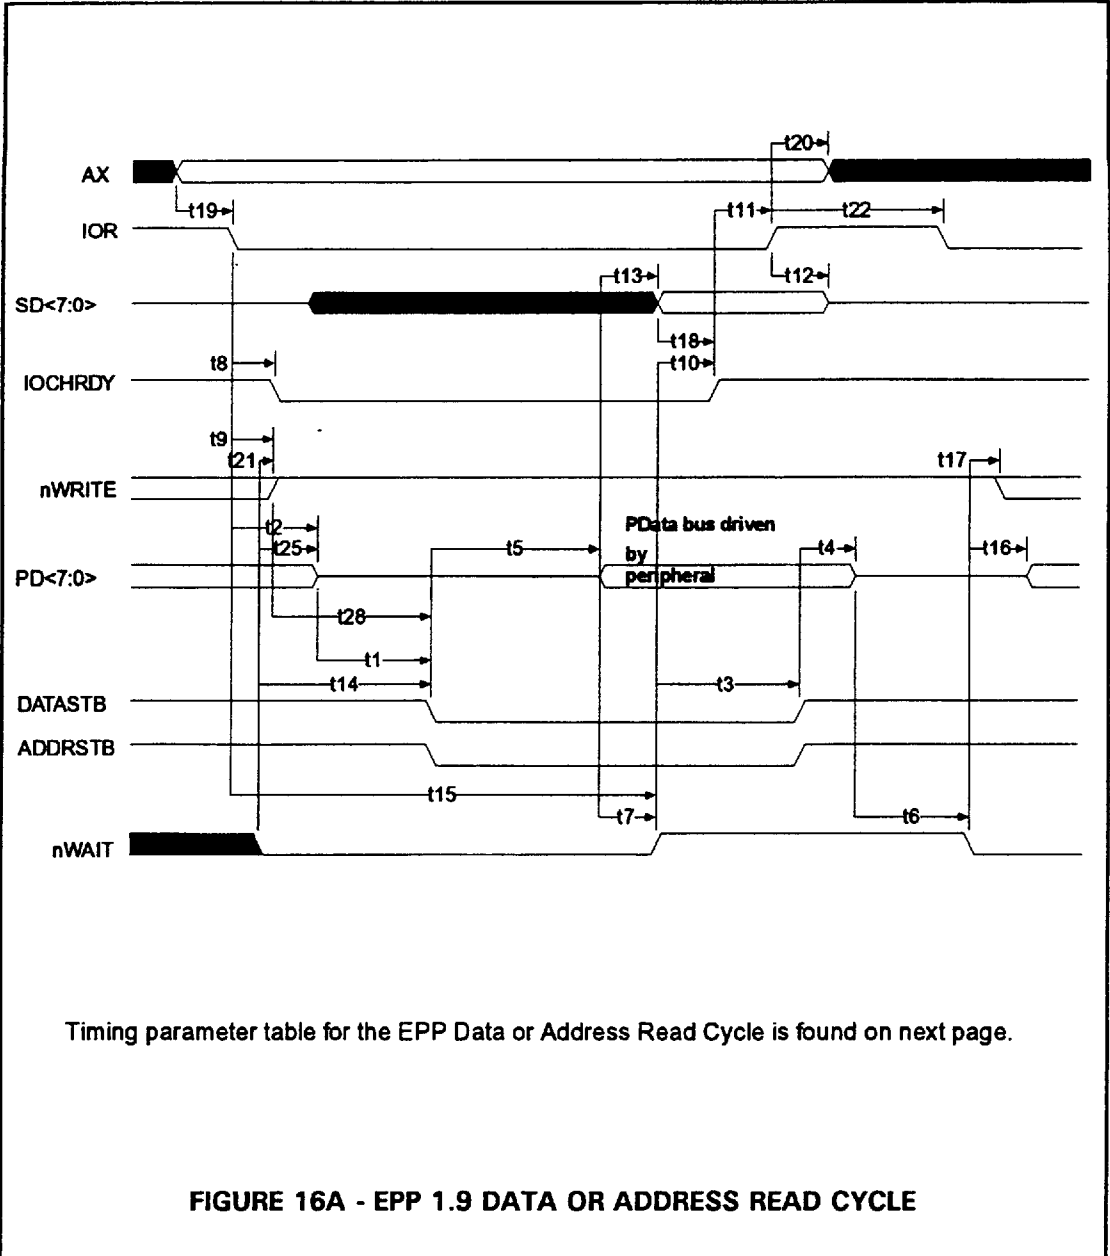 t20
AX
t19
t11
t22
IOR
t13
t12
SD<7:0>
t18
t8
t10
IOCHRDY
t9
t21
t17
nWRITE
t2
PData bus driven
t25
t5
by
t4
t16
PD<7:0>
peripheral
t28
t1
t14
t3
DATASTB
ADDRSTB
t15
t7
t6
nWAIT
Timing parameter table for the EPP Data or Address Read Cycle is found on next page.
FIGURE 16A - EPP 1.9 DATA OR ADDRESS READ CYCLE